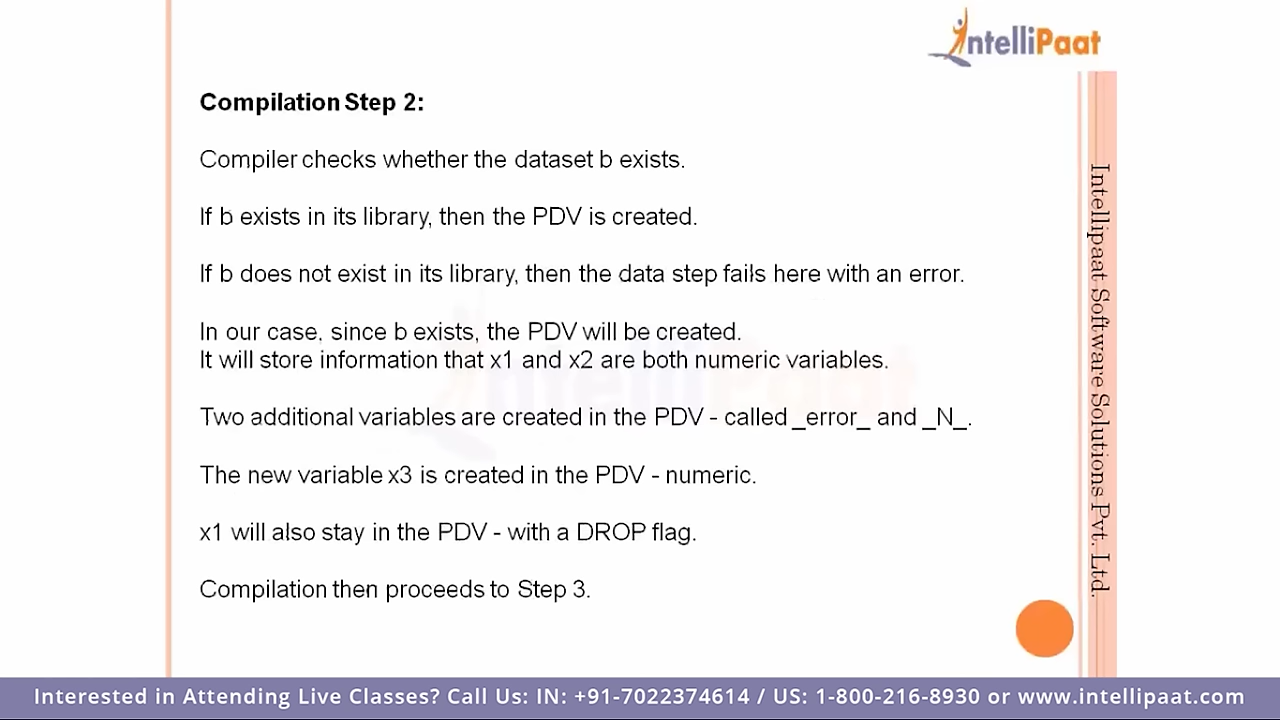 IntelliPaat
Compilation Step 2:
Compiler checks whether the dataset b exists.
If b exists in its library, then the PDV is created.
If b does not exist in its library, then the data step fails here with an error.
In our case, since b exists, the PDV will be created.
It will store information that x1 and x2 are both numeric variables.
Two additional variables are created in the PDV - called _error_ and _N_.
The new variable x3 is created in the PDV - numeric.
x1 will also stay in the PDV - with a DROP flag.
Compilation then proceeds to Step 3.
Intellipaat Software Solutions Pvt. Ltd.
Interested in Attending Live Classes? Call Us: IN: +91-7022374614 / US: 1-800-216-8930 or www.intellipaat.com